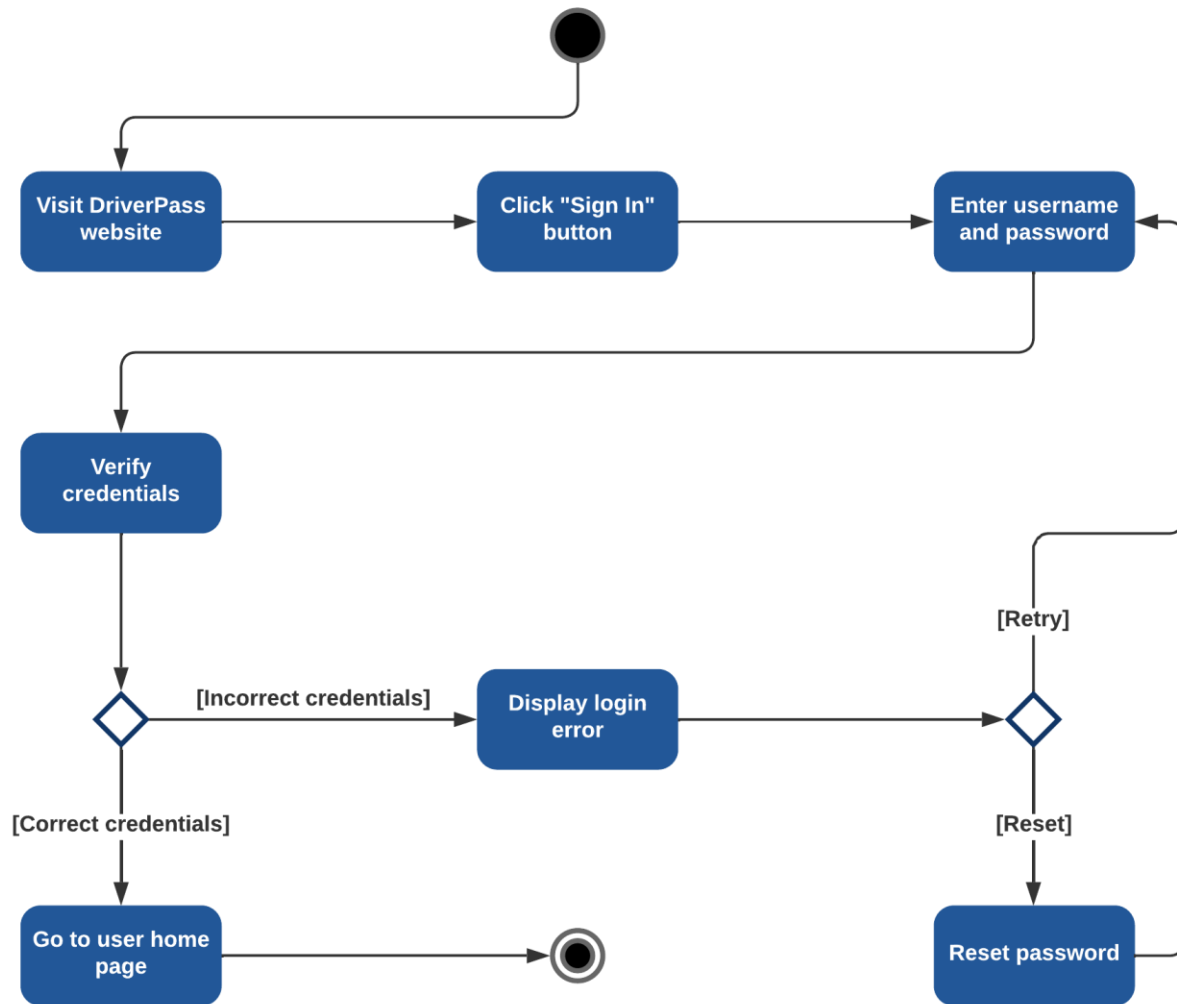 Visit DriverPass
website
Click "Sign In"
button
Enter username
and password
Verify
credentials
[Retry]
[Incorrect credentials]
Display login
error
[Correct credentials]
[Reset]
Go to user home
page
Reset password